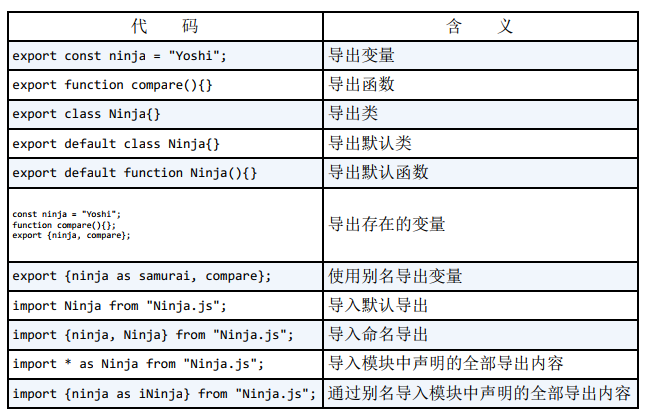 代 码 含 义
export const ninja = "Yoshi"; 导出变量
export function compare(){} 导出函数
export class Ninja{} 导出类
export default class Ninja{} 导出默认类
export default function Ninja(){} 导出默认函数
const ninja = "Yoshi";
function compare(){};
export {ninja, compare};
导出存在的变量
export {ninja as samurai, compare}; 使用别名导出变量
import Ninja from "Ninja.js"; 导入默认导出
import {ninja, Ninja} from "Ninja.js"; 导入命名导出
import * as Ninja from "Ninja.js"; 导入模块中声明的全部导出内容
import {ninja as iNinja} from "Ninja.js"; 通过别名导入模块中声明的全部导出内容